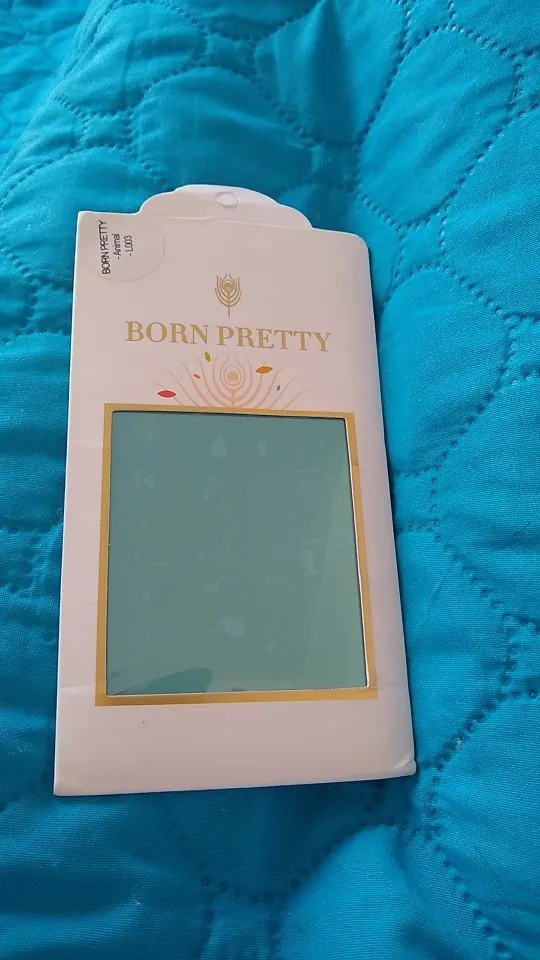 BORN PRETTY
- Animal
- L003
BORN PRETTY